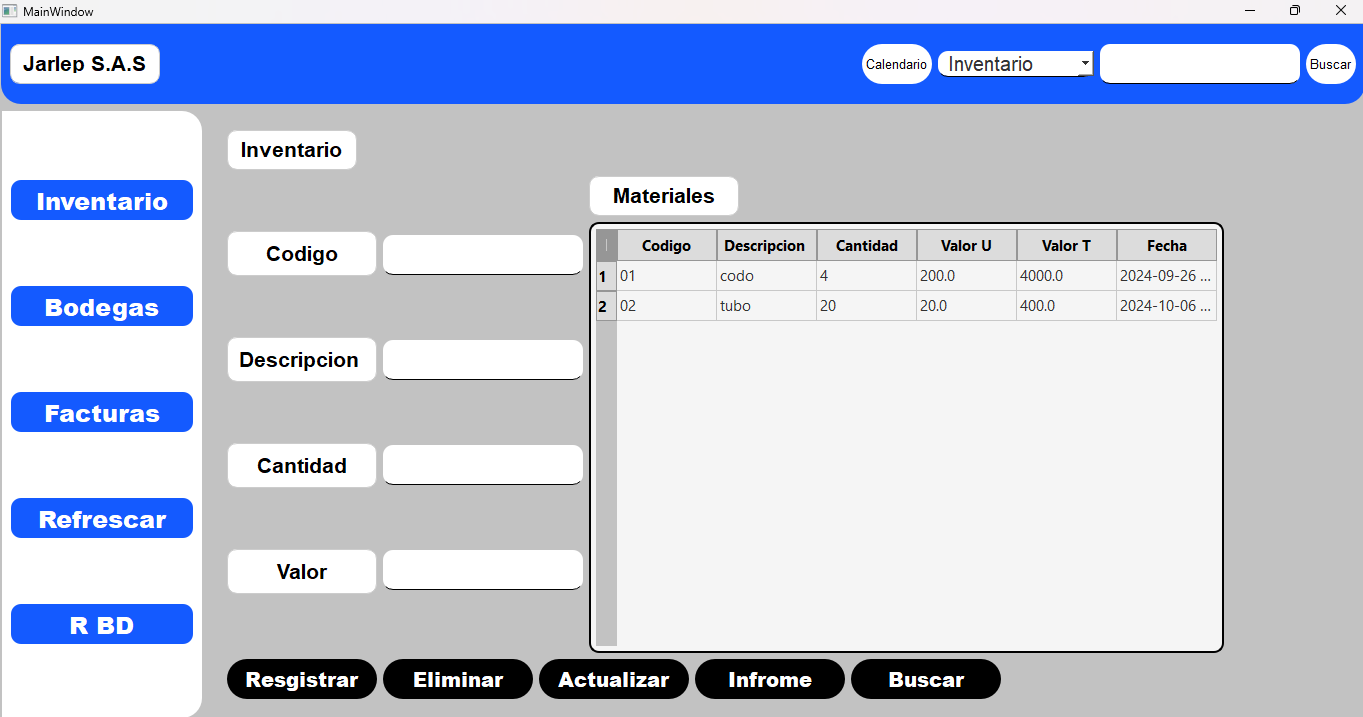 MainWindow
Jarlep S.A.S
Calendario
Inventario
Buscar
Inventario
Bodegas
Facturas
Refrescar
R BD
Inventario
Codigo
Descripcion
Cantidad
Valor
Materiales
Codigo Descripcion Cantidad Valor U Valor T Fecha
1 01 codo 4 200.0 4000.0 2024-09-26 ...
2 02 tubo 20 20.0 400.0 2024-10-06 ...
Resgistrar Eliminar Actualizar Infrome Buscar